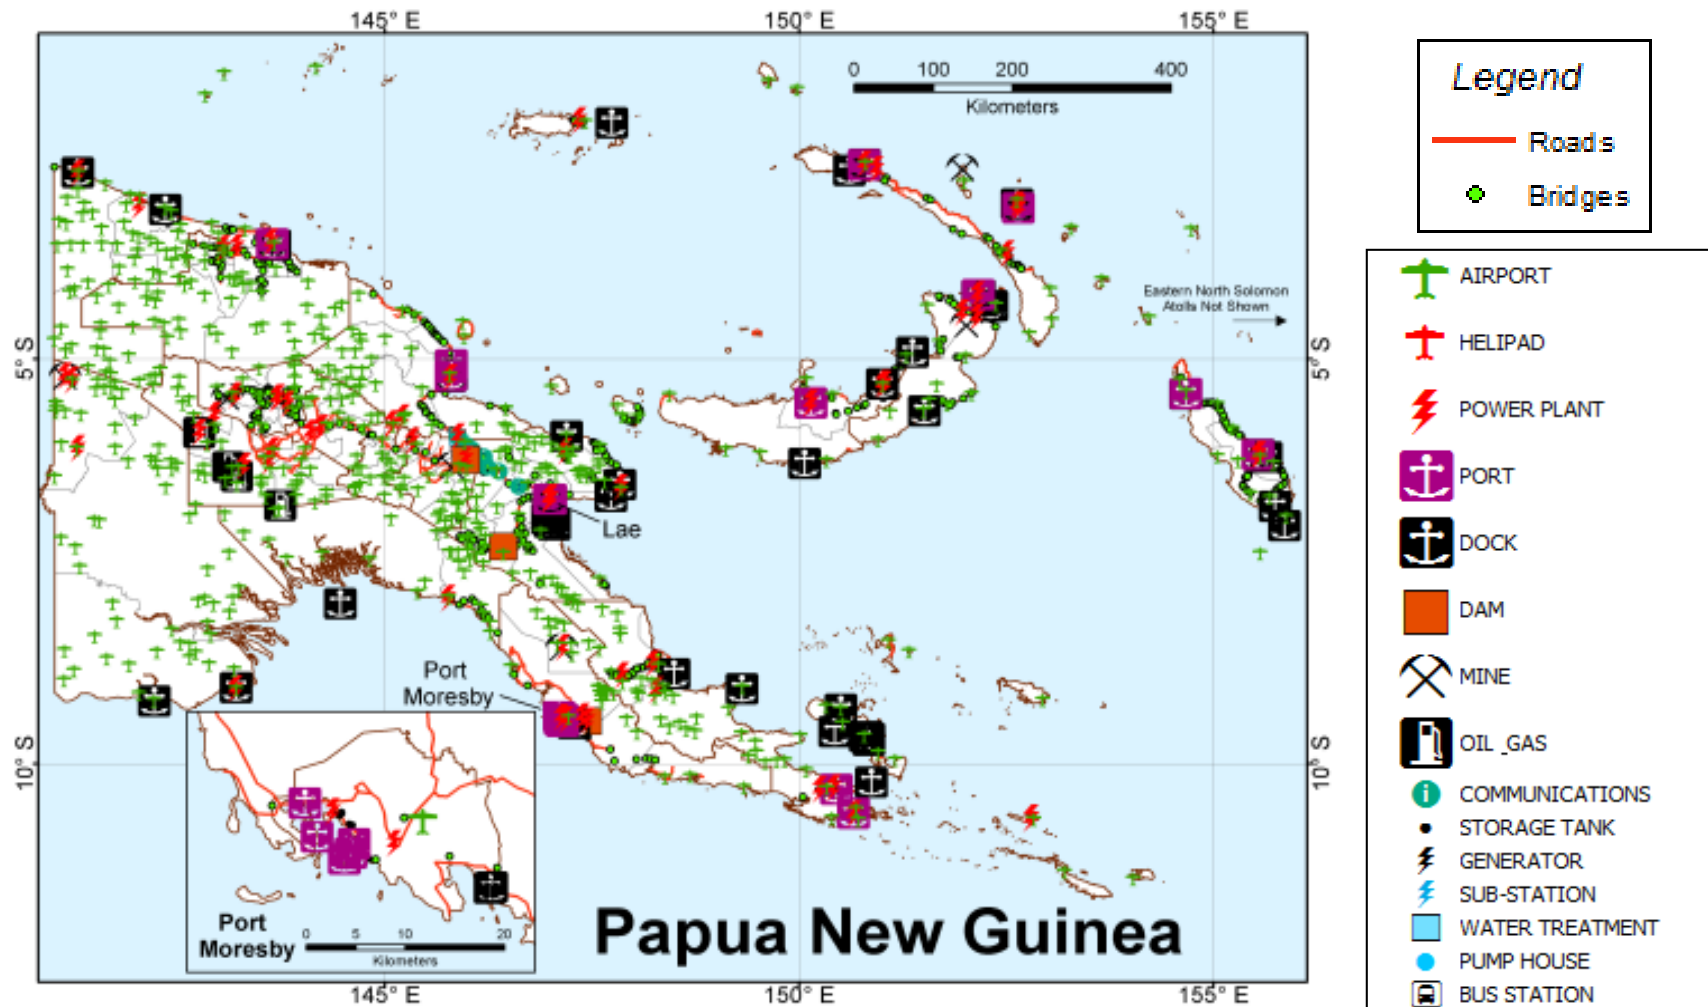 145° E
150° E
155° E
0 100 200 400
Kilometers
Eastern North Solomon
Atolls Not Shown
5° S
5° S
Lae
Port
Moresby
10° S
10° S
Port
Moresby
0 5 10 20
Kilometers
Papua New Guinea
145° E
150° E
155° E
Legend
Roads
Bridges
AIRPORT
HELIPAD
POWER PLANT
PORT
DOCK
DAM
MINE
OIL _GAS
i COMMUNICATIONS
STORAGE TANK
GENERATOR
SUB-STATION
WATER TREATMENT
PUMP HOUSE
BUS STATION